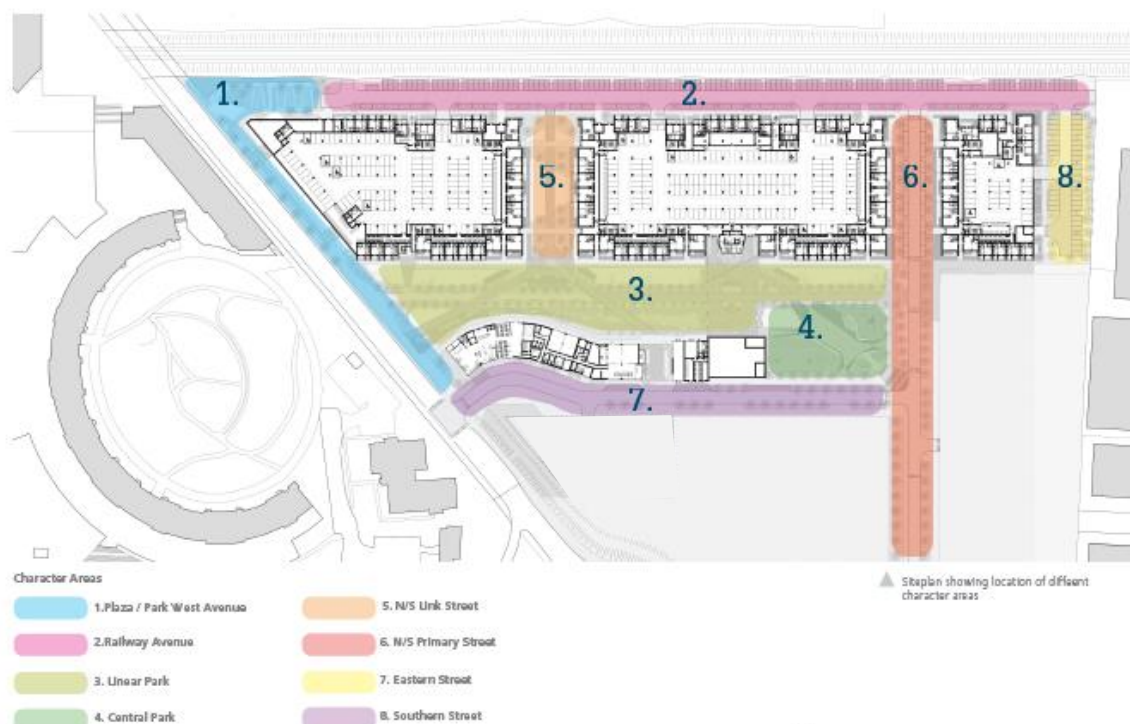 1.
2.
5.
6.
8.
3.
4.
7.
Character Areas
1.Plaza / Park West Avenue
2.Railway Avenue
3. Linear Park
4. Central Park
5. N/S Link Street
6. N/S Primary Street
7. Eastern Street
8. Southern Street
Siteplan showing location of different
character areas